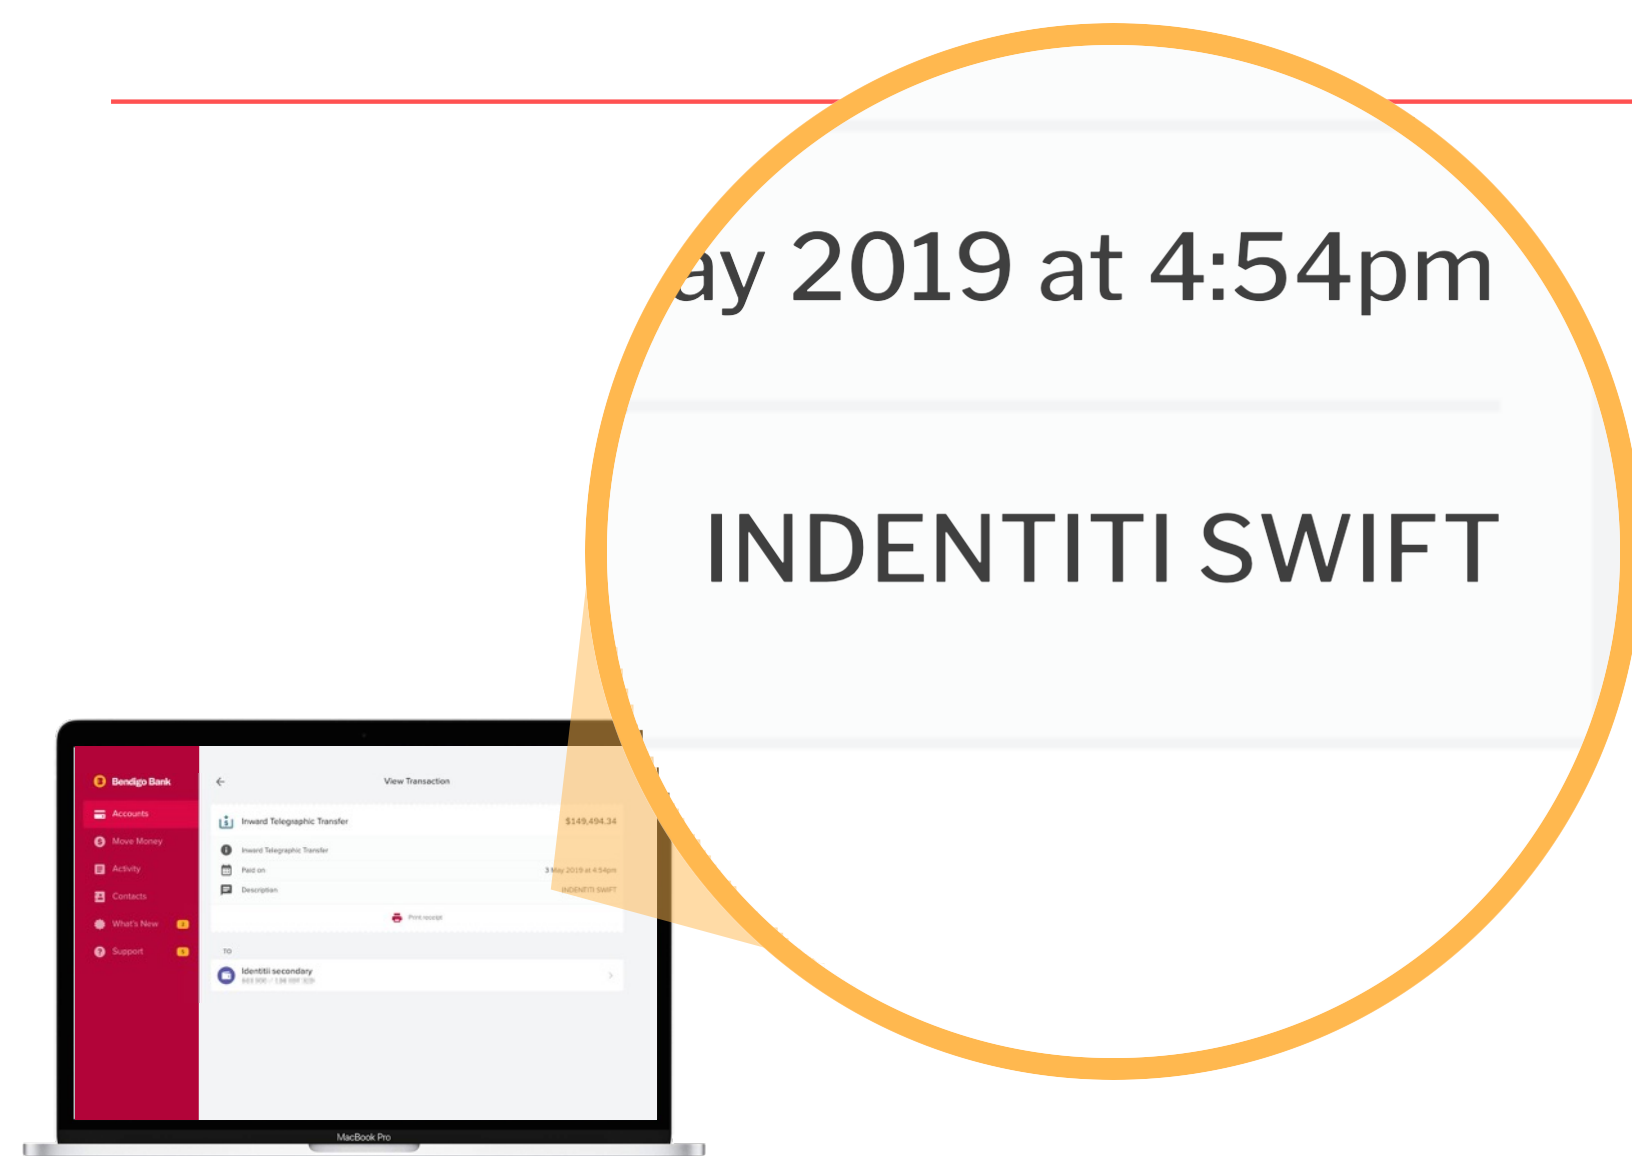 ay 2019 at 4:54pm
INDENTITI SWIFT
Bendigo Bank
Accounts
Move Money
Activity
Contacts
What's New
Support
View Transaction
Inward Telegraphic Transfer $149,494.34
Inward Telegraphic Transfer
Paid on 3 May 2019 at 4:54pm
Description INDENTITI SWIFT
Print receipt
TO
Identitii secondary
MacBook Pro